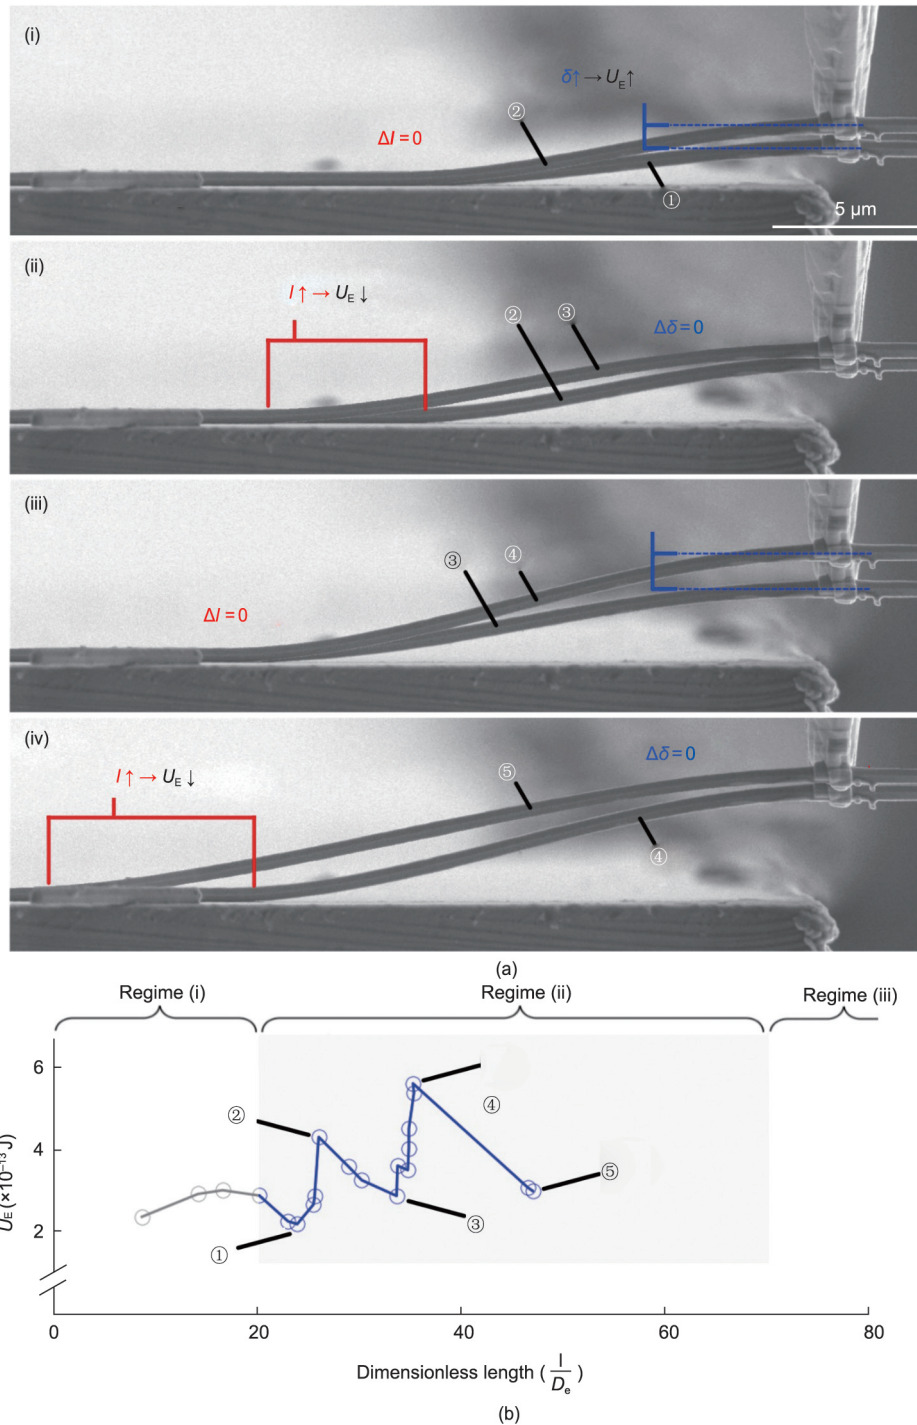 (i)
δ↑→U_E↑
②
Δl = 0
①
5 μm
(ii)
l ↑ → U_E ↓
②
③
Δδ = 0
(iii)
③
④
Δl = 0
(iv)
Δδ = 0
l ↑ → U_E ↓
⑤
④
(a)
Regime (i)
Regime (ii)
Regime (iii)
6
②
④
4
U_E (×10⁻¹³ J)
⑤
2
③
①
0
20
40
60
80
Dimensionless length ( l / D_e )
(b)